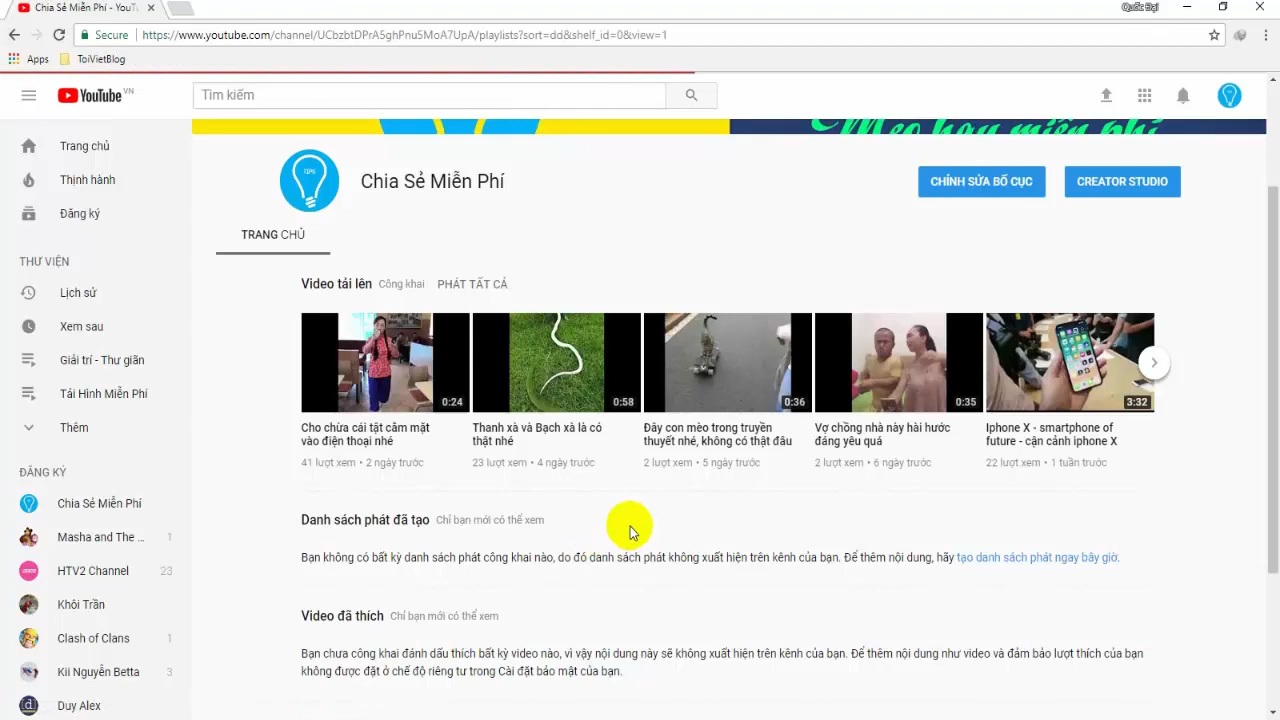 Chia Sẻ Miễn Phí - YouT
Quốc Đại
Secure
https://www.youtube.com/channel/UCbzbtDPrA5ghPnu5MoA7UpA/playlists?sort=dd&shelf_id=0&view=1
Apps
ToiVietBlog
YouTube VN
Tìm kiếm
Mẹo hay miễn phí
Trang chủ
TIPS
Chia Sẻ Miễn Phí
CHỈNH SỬA BỐ CỤC
CREATOR STUDIO
Thịnh hành
Đăng ký
TRANG CHỦ
THƯ VIỆN
Video tải lên Công khai PHÁT TẤT CẢ
Lịch sử
Xem sau
Giải trí - Thư giãn
Tải Hình Miễn Phí
Thêm
0:24
0:58
0:36
0:35
3:32
Cho chừa cái tật cắm mặt
vào điện thoại nhé
Thanh xà và Bạch xà là có
thật nhé
Đây con mèo trong truyền
thuyết nhé, không có thật đâu
Vợ chồng nhà này hài hước
đáng yêu quá
Iphone X - smartphone of
future - cận cảnh iphone X
41 lượt xem • 2 ngày trước
23 lượt xem • 4 ngày trước
2 lượt xem • 5 ngày trước
2 lượt xem • 6 ngày trước
22 lượt xem • 1 tuần trước
ĐĂNG KÝ
Chia Sẻ Miễn Phí
Masha and The ... 1
HTV2 Channel 23
Khôi Trần
Clash of Clans 1
Kii Nguyễn Betta 3
Duy Alex
Danh sách phát đã tạo Chỉ bạn mới có thể xem
Bạn không có bất kỳ danh sách phát công khai nào, do đó danh sách phát không xuất hiện trên kênh của bạn. Để thêm nội dung, hãy tạo danh sách phát ngay bây giờ.
Video đã thích Chỉ bạn mới có thể xem
Bạn chưa công khai đánh dấu thích bất kỳ video nào, vì vậy nội dung này sẽ không xuất hiện trên kênh của bạn. Để thêm nội dung như video và đảm bảo lượt thích của bạn
không được đặt ở chế độ riêng tư trong Cài đặt bảo mật của bạn.